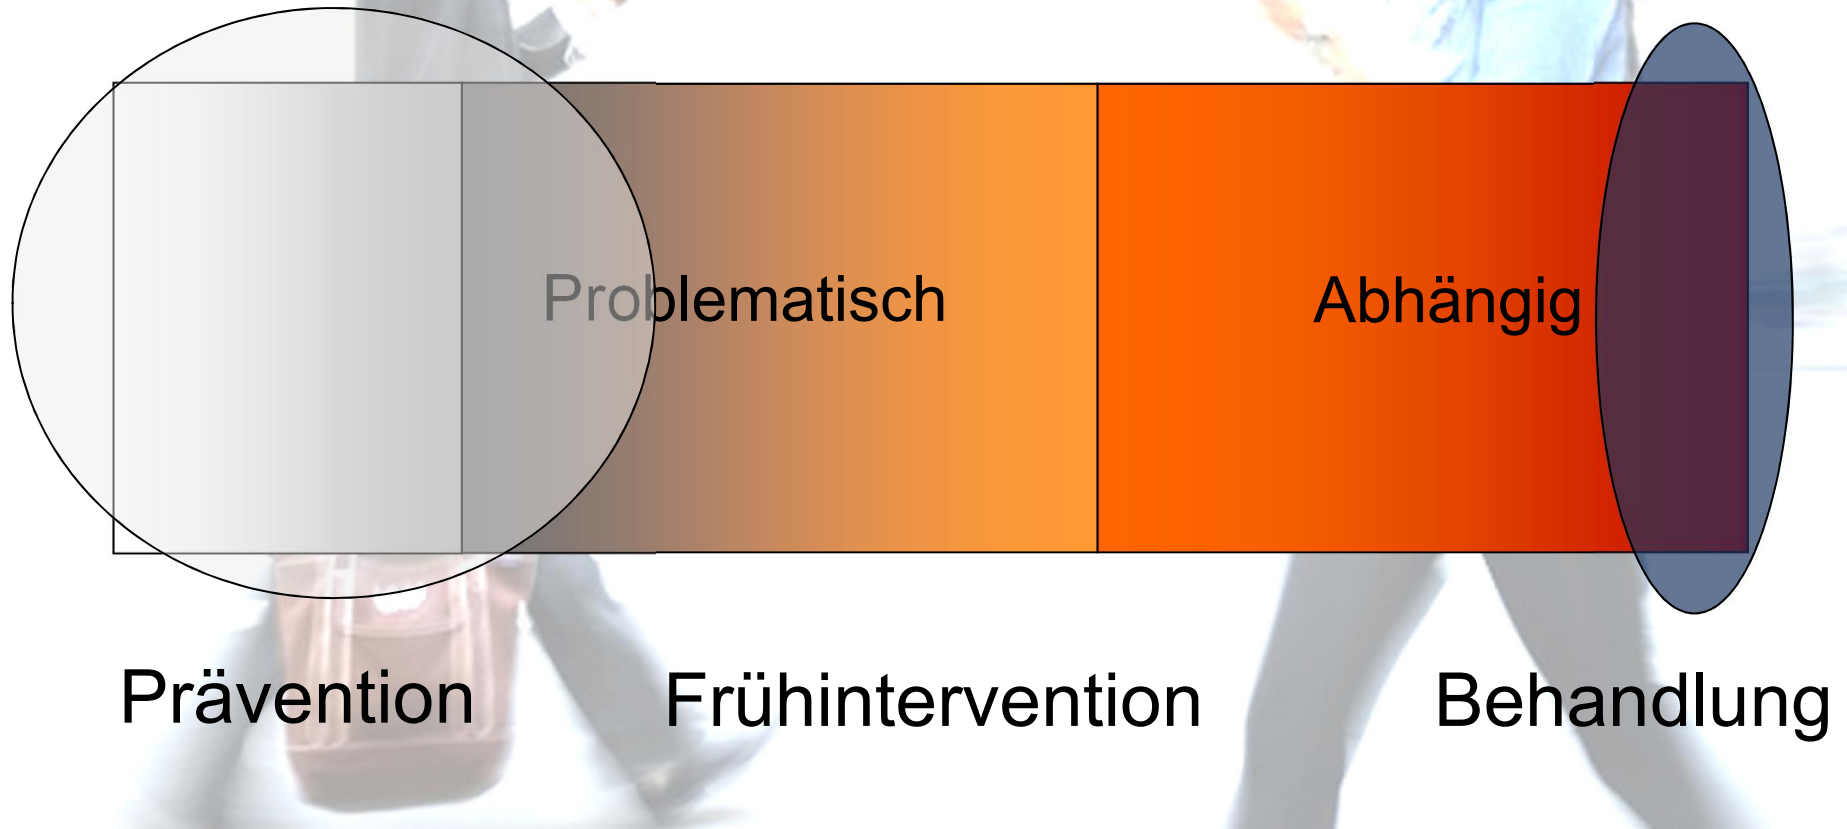 Problematisch
Abhängig
Prävention
Frühintervention
Behandlung